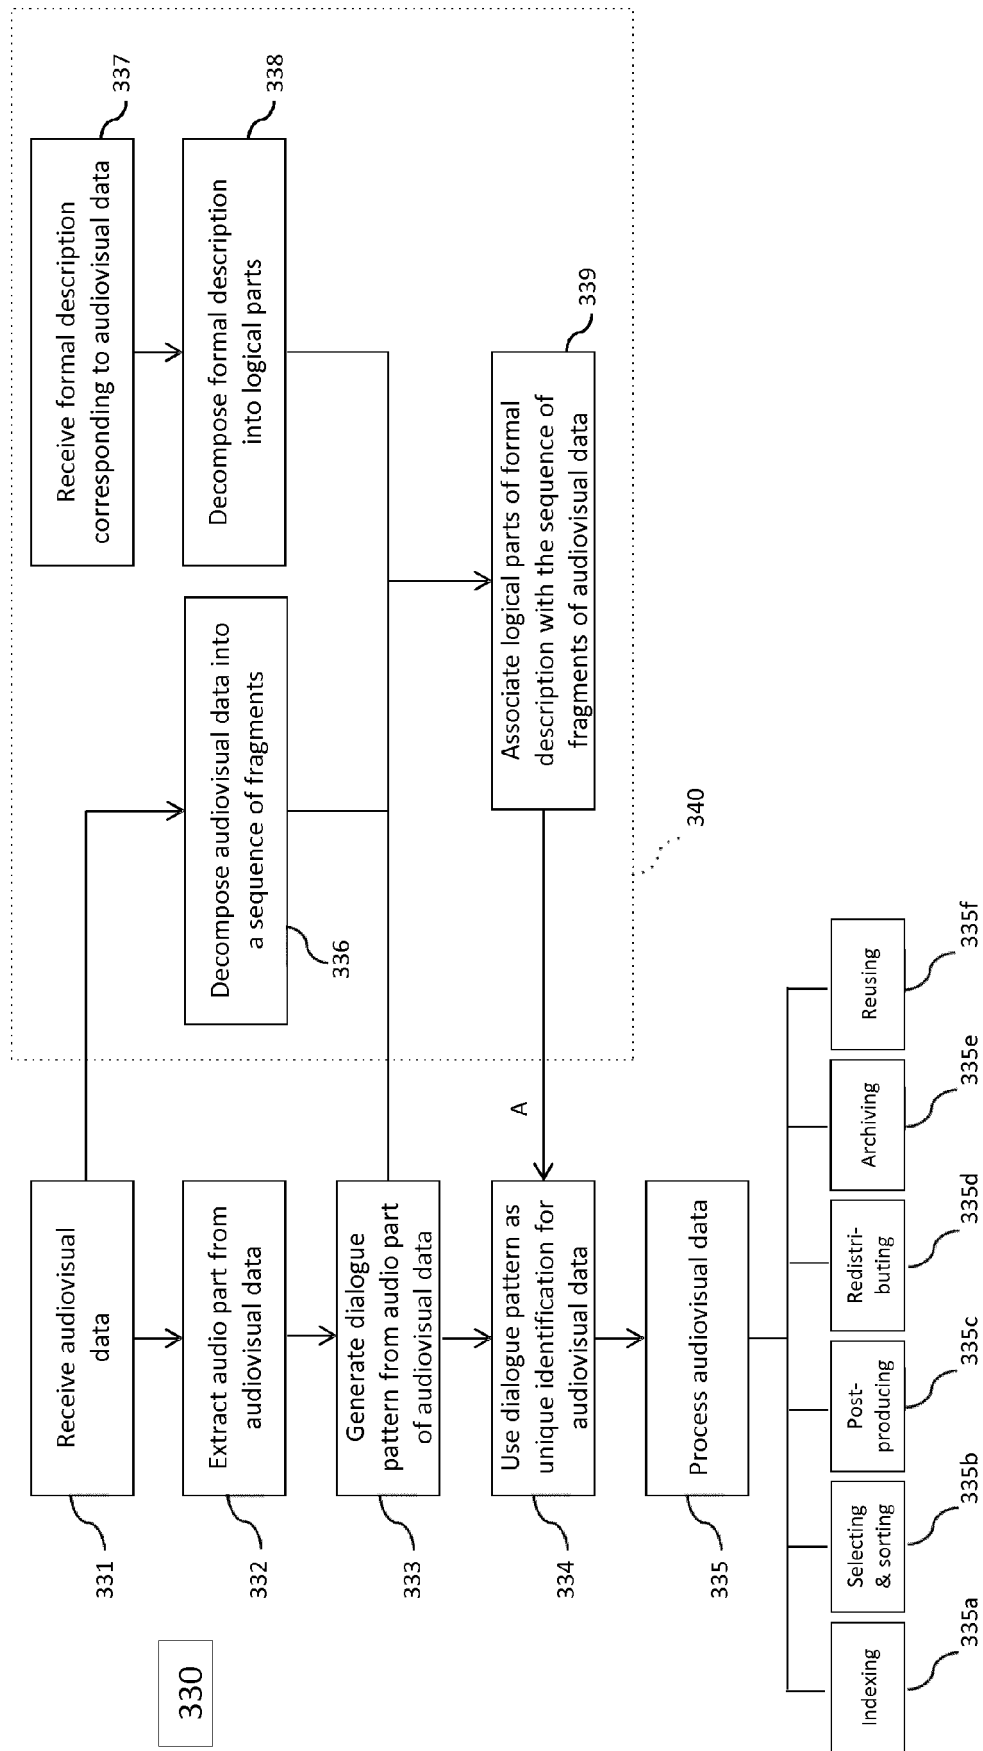 330
331
Receive audiovisual
data
332
Extract audio part from
audiovisual data
333
Generate dialogue
pattern from audio part
of audiovisual data
334
Use dialogue pattern as
unique identification for
audiovisual data
335
Process audiovisual data
A
Decompose audiovisual data into
a sequence of fragments
336
Receive formal description
corresponding to audiovisual data
337
Decompose formal description
into logical parts
338
Associate logical parts of formal
description with the sequence of
fragments of audiovisual data
339
340
Indexing
335a
Selecting
& sorting
335b
Post-
producing
335c
Redistri-
buting
335d
Archiving
335e
Reusing
335f